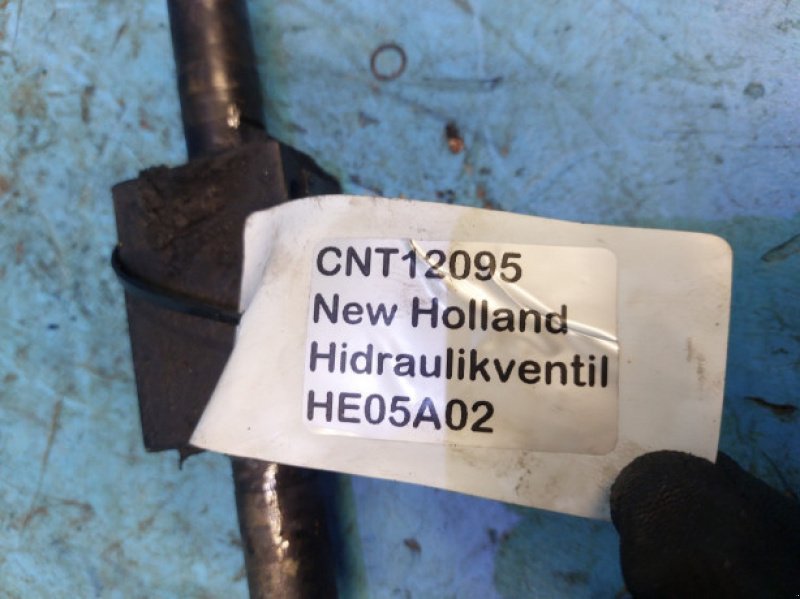 CNT12095
New Holland
Hidraulikventil
HE05A02